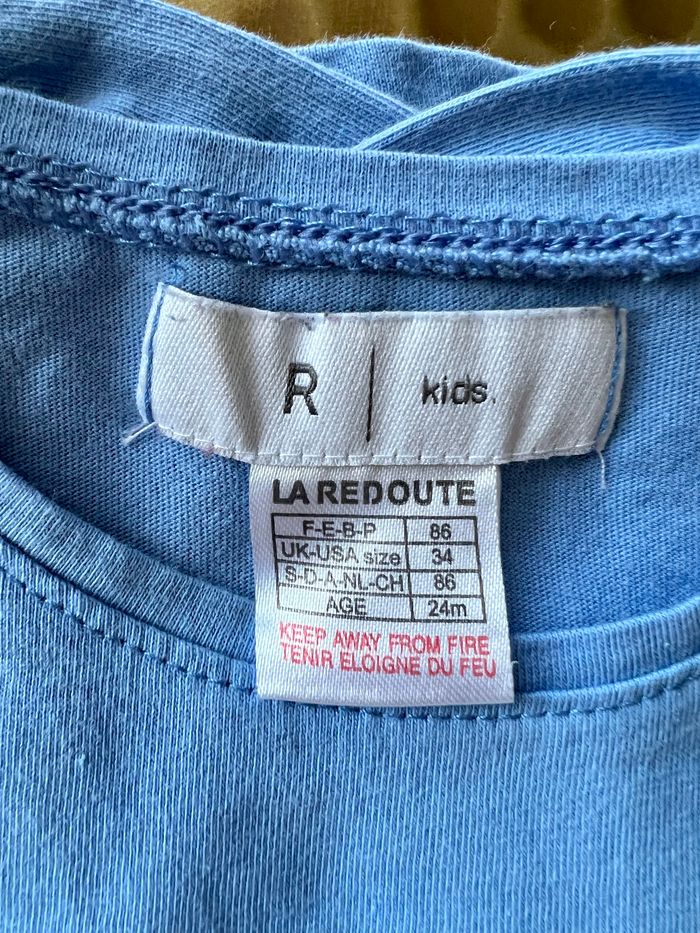 R | kids.
LA REDOUTE
F-E-B-P 86
UK-USA size 34
S-D-A-NL-CH 86
AGE 24m
KEEP AWAY FROM FIRE
TENIR ELOIGNE DU FEU